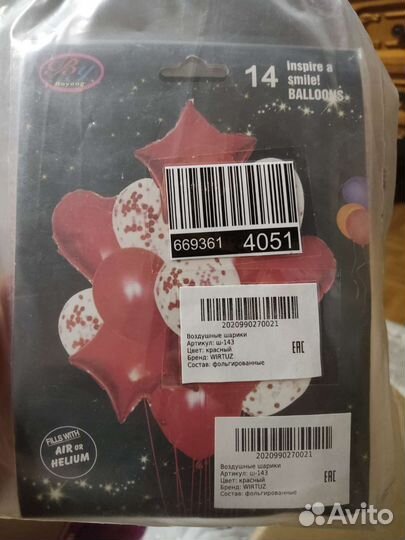 By
Boyang
14
inspire a
smile!
BALLOONS
669361 4051
2020990270021
Воздушные шарики
Артикул: ш-143
Цвет: красный
Бренд: WIRTUZ
Состав: фольгированные
EAC
FILLS WITH
AIR OR
HELIUM
2020990270021
Воздушные шарики
Артикул: ш-143
Цвет: красный
Бренд: WIRTUZ
Состав: фольгированные
EAC
Avito